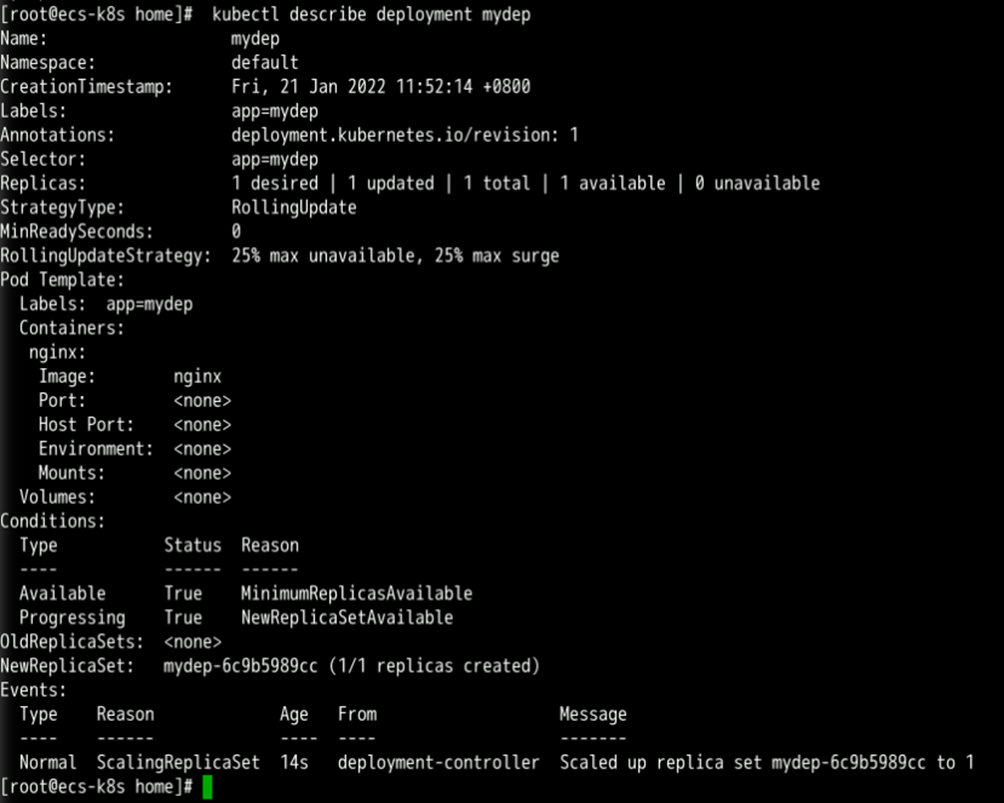 [root@ecs-k8s home]#  kubectl describe deployment mydep
Name:                   mydep
Namespace:              default
CreationTimestamp:      Fri, 21 Jan 2022 11:52:14 +0800
Labels:                 app=mydep
Annotations:            deployment.kubernetes.io/revision: 1
Selector:               app=mydep
Replicas:               1 desired | 1 updated | 1 total | 1 available | 0 unavailable
StrategyType:           RollingUpdate
MinReadySeconds:        0
RollingUpdateStrategy:  25% max unavailable, 25% max surge
Pod Template:
  Labels:  app=mydep
  Containers:
   nginx:
    Image:        nginx
    Port:         <none>
    Host Port:    <none>
    Environment:  <none>
    Mounts:       <none>
  Volumes:        <none>
Conditions:
  Type           Status  Reason
  ----           ------  ------
  Available      True    MinimumReplicasAvailable
  Progressing    True    NewReplicaSetAvailable
OldReplicaSets:  <none>
NewReplicaSet:   mydep-6c9b5989cc (1/1 replicas created)
Events:
  Type    Reason             Age   From                   Message
  ----    ------             ----  ----                   -------
  Normal  ScalingReplicaSet  14s   deployment-controller  Scaled up replica set mydep-6c9b5989cc to 1
[root@ecs-k8s home]#